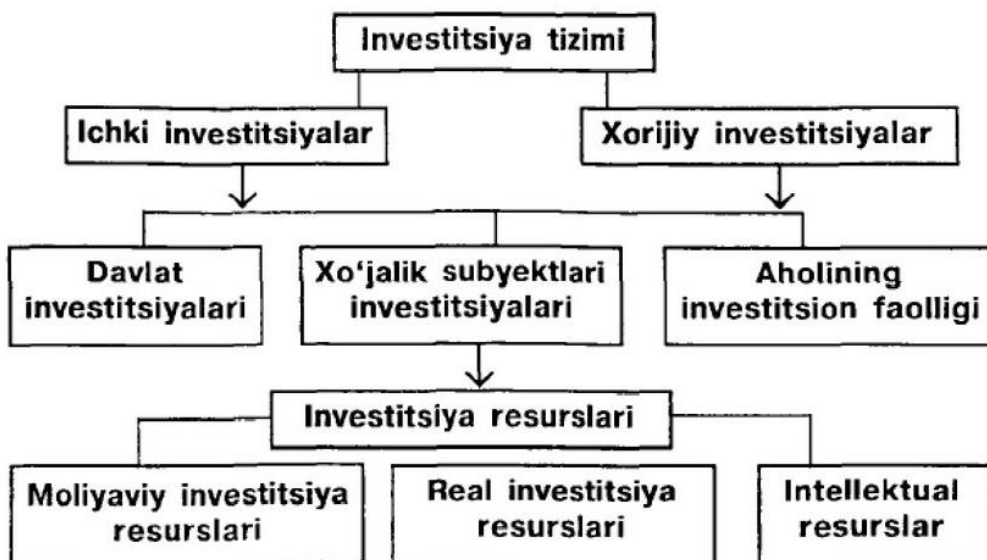 Investitsiya tizimi
Ichki investitsiyalar
Xorijiy investitsiyalar
Davlat
investitsiyalari
Xo‘jalik subyektlari
investitsiyalari
Aholining
investitsion faolligi
Investitsiya resurslari
Moliyaviy investitsiya
resurslari
Real investitsiya
resurslari
Intellektual
resurslar